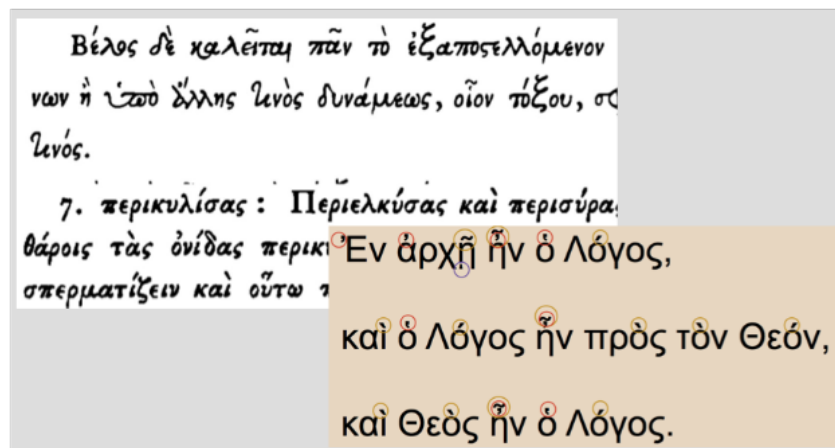 Βέλος δὲ καλεῖται πᾶν τὸ ἐξαποστελλόμενον
νων ἢ ὑπὸ ἄλλης τινὸς δυνάμεως, οἷον τόξου,
τινός.
7. περικυλίσας : Περιελκύσας καὶ περισύρα
θάροις τὰς ὀνίδας περικ
σπερματίζειν καὶ οὕτω
Ἐν ἀρχῇ ἦν ὁ Λόγος,
καὶ ὁ Λόγος ἦν πρὸς τὸν Θεόν,
καὶ Θεὸς ἦν ὁ Λόγος.